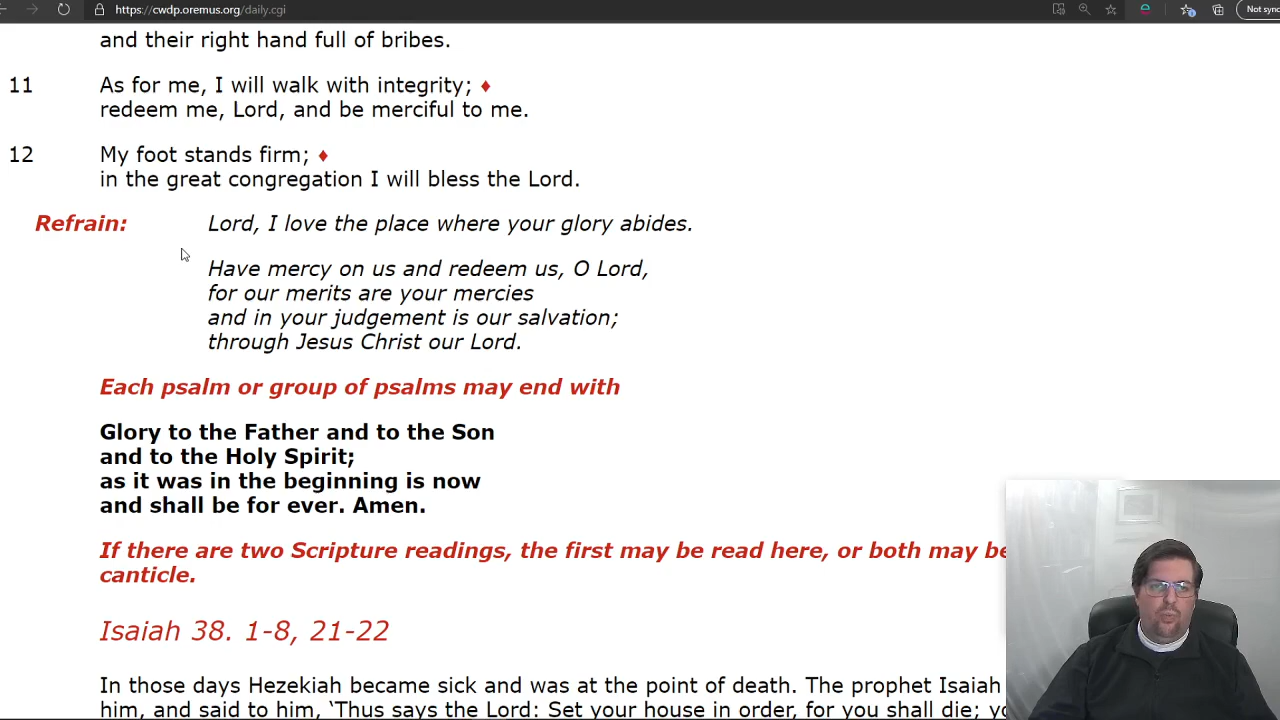 https://cwdp.oremus.org/daily.cgi
Not sync
and their right hand full of bribes.
11 As for me, I will walk with integrity; ♦
redeem me, Lord, and be merciful to me.
12 My foot stands firm; ♦
in the great congregation I will bless the Lord.
Refrain: Lord, I love the place where your glory abides.
Have mercy on us and redeem us, O Lord,
for our merits are your mercies
and in your judgement is our salvation;
through Jesus Christ our Lord.
Each psalm or group of psalms may end with
Glory to the Father and to the Son
and to the Holy Spirit;
as it was in the beginning is now
and shall be for ever. Amen.
If there are two Scripture readings, the first may be read here, or both may be
canticle.
Isaiah 38. 1-8, 21-22
In those days Hezekiah became sick and was at the point of death. The prophet Isaiah
him, and said to him, ‘Thus says the Lord: Set your house in order, for you shall die; yo